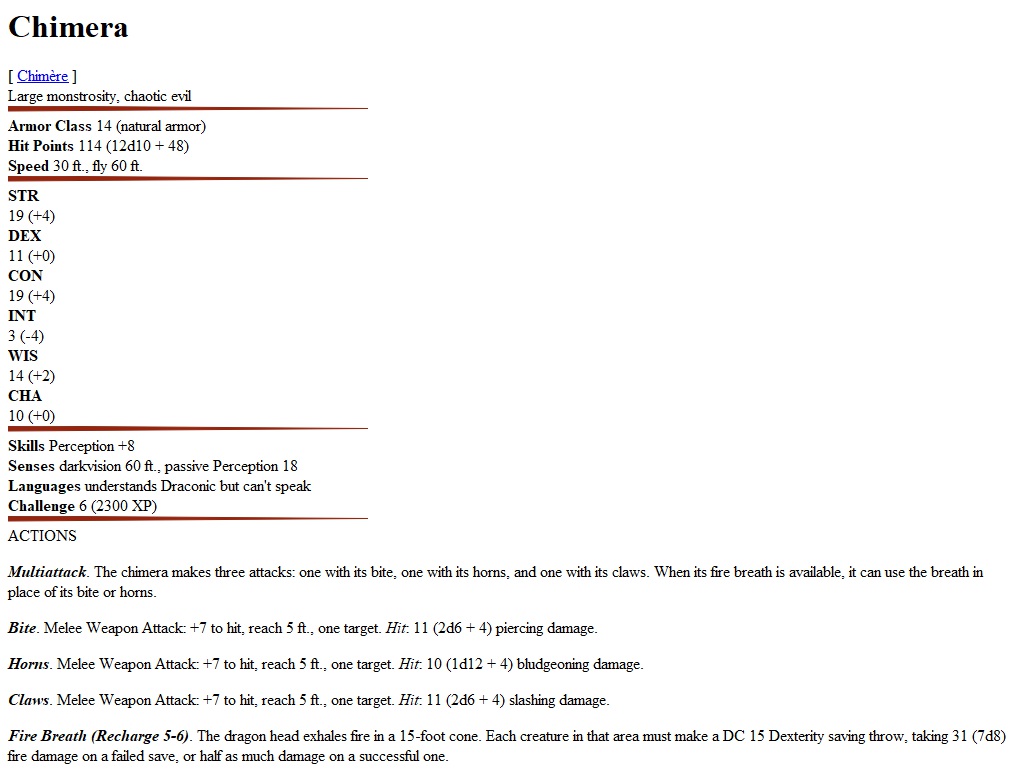 Chimera
[ Chimère ]
Large monstrosity, chaotic evil
Armor Class 14 (natural armor)
Hit Points 114 (12d10 + 48)
Speed 30 ft., fly 60 ft.
STR
19 (+4)
DEX
11 (+0)
CON
19 (+4)
INT
3 (-4)
WIS
14 (+2)
CHA
10 (+0)
Skills Perception +8
Senses darkvision 60 ft., passive Perception 18
Languages understands Draconic but can't speak
Challenge 6 (2300 XP)
ACTIONS
Multiattack. The chimera makes three attacks: one with its bite, one with its horns, and one with its claws. When its fire breath is available, it can use the breath in
place of its bite or horns.
Bite. Melee Weapon Attack: +7 to hit, reach 5 ft., one target. Hit: 11 (2d6 + 4) piercing damage.
Horns. Melee Weapon Attack: +7 to hit, reach 5 ft., one target. Hit: 10 (1d12 + 4) bludgeoning damage.
Claws. Melee Weapon Attack: +7 to hit, reach 5 ft., one target. Hit: 11 (2d6 + 4) slashing damage.
Fire Breath (Recharge 5-6). The dragon head exhales fire in a 15-foot cone. Each creature in that area must make a DC 15 Dexterity saving throw, taking 31 (7d8)
fire damage on a failed save, or half as much damage on a successful one.